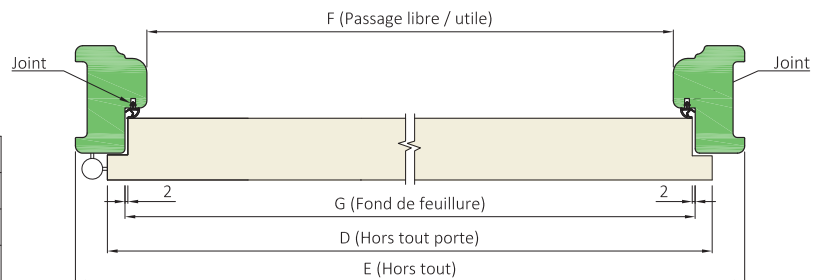 F (Passage libre / utile)
Joint
Joint
2
2
G (Fond de feuillure)
D (Hors tout porte)
E (Hors tout)